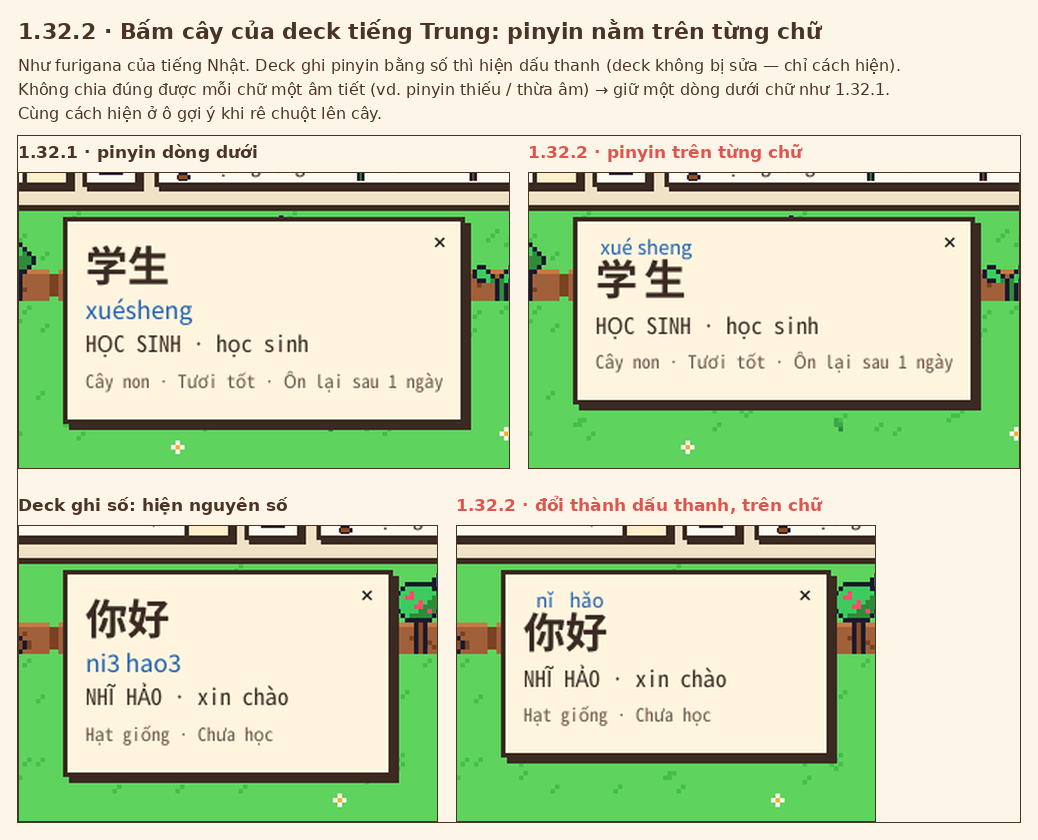 1.32.2 · Bấm cây của deck tiếng Trung: pinyin nằm trên từng chữ
Như furigana của tiếng Nhật. Deck ghi pinyin bằng số thì hiện dấu thanh (deck không bị sửa — chỉ cách hiện).
Không chia đúng được mỗi chữ một âm tiết (vd. pinyin thiếu / thừa âm) → giữ một dòng dưới chữ như 1.32.1.
Cùng cách hiện ở ô gợi ý khi rê chuột lên cây.
1.32.1 · pinyin dòng dưới
×
学生
xuésheng
HỌC SINH · học sinh
Cây non · Tươi tốt · Ôn lại sau 1 ngày
1.32.2 · pinyin trên từng chữ
×
xué sheng
学生
HỌC SINH · học sinh
Cây non · Tươi tốt · Ôn lại sau 1 ngày
Deck ghi số: hiện nguyên số
×
你好
ni3 hao3
NHĨ HẢO · xin chào
Hạt giống · Chưa học
1.32.2 · đổi thành dấu thanh, trên chữ
×
nǐ hǎo
你好
NHĨ HẢO · xin chào
Hạt giống · Chưa học